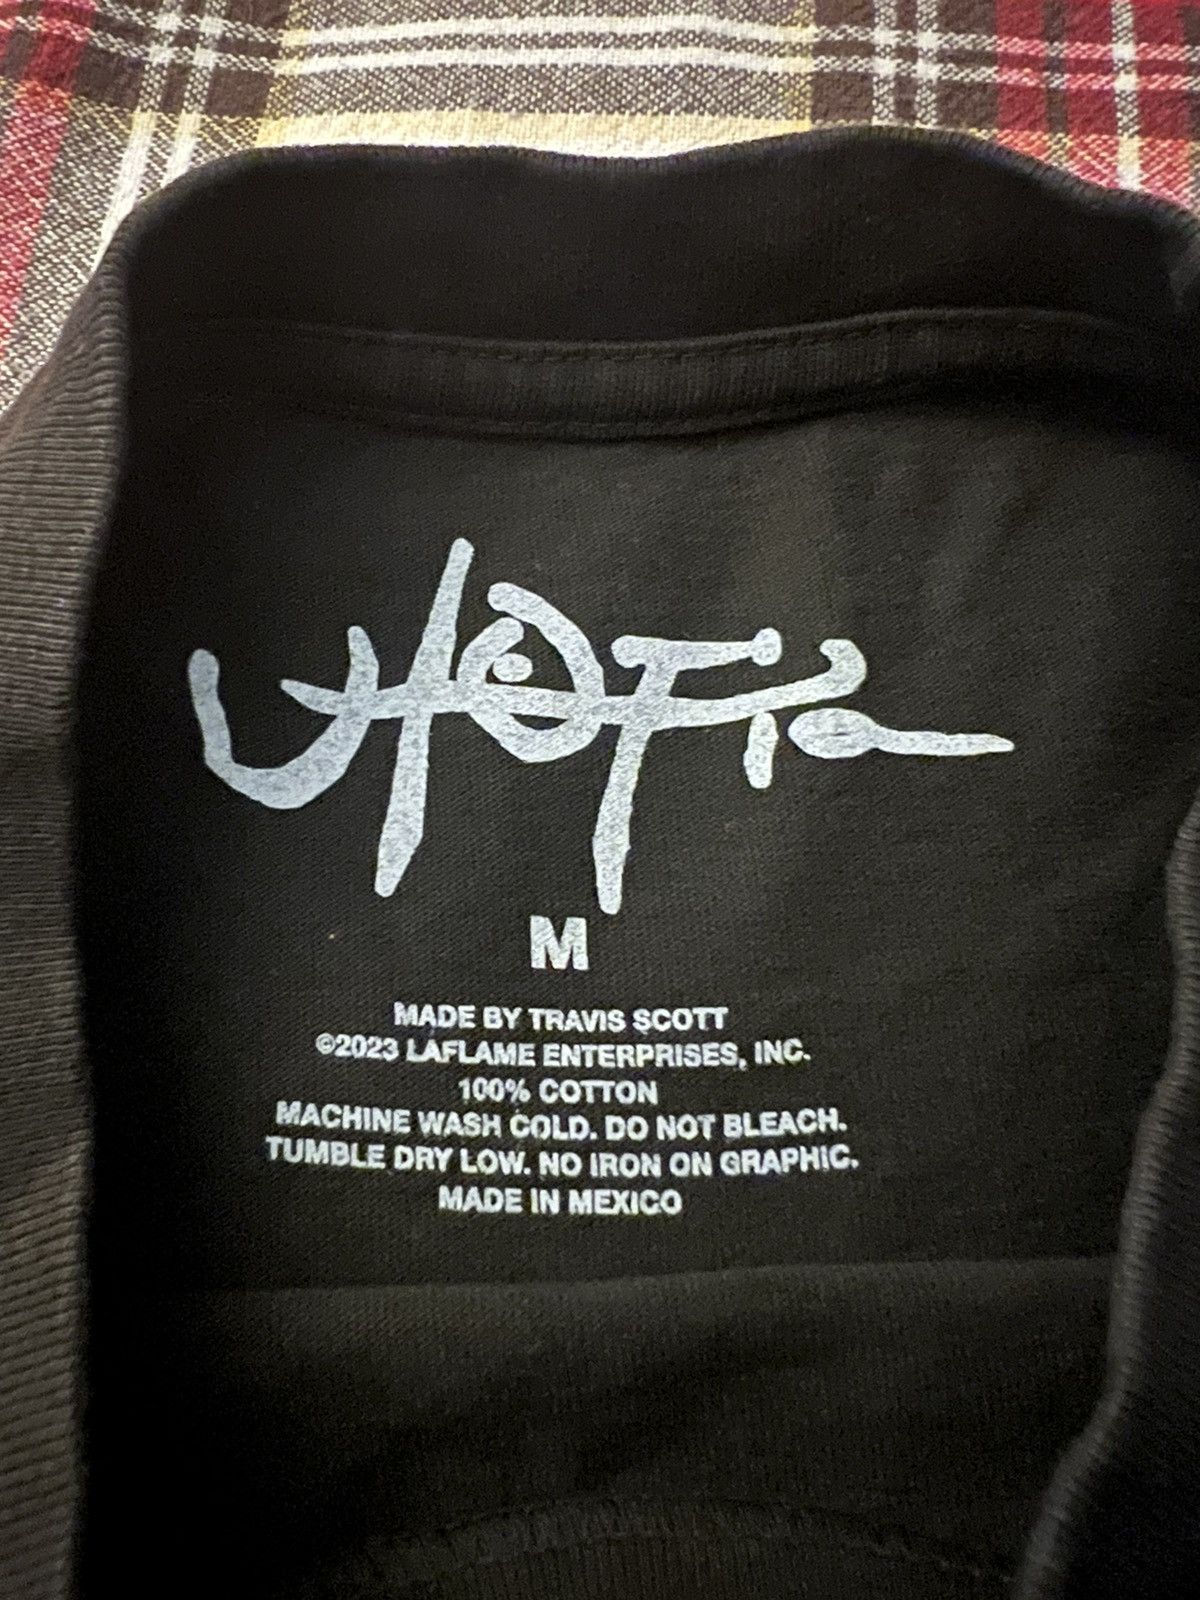 UTOPia
M
MADE BY TRAVIS SCOTT
©2023 LAFLAME ENTERPRISES, INC.
100% COTTON
MACHINE WASH COLD. DO NOT BLEACH.
TUMBLE DRY LOW. NO IRON ON GRAPHIC.
MADE IN MEXICO